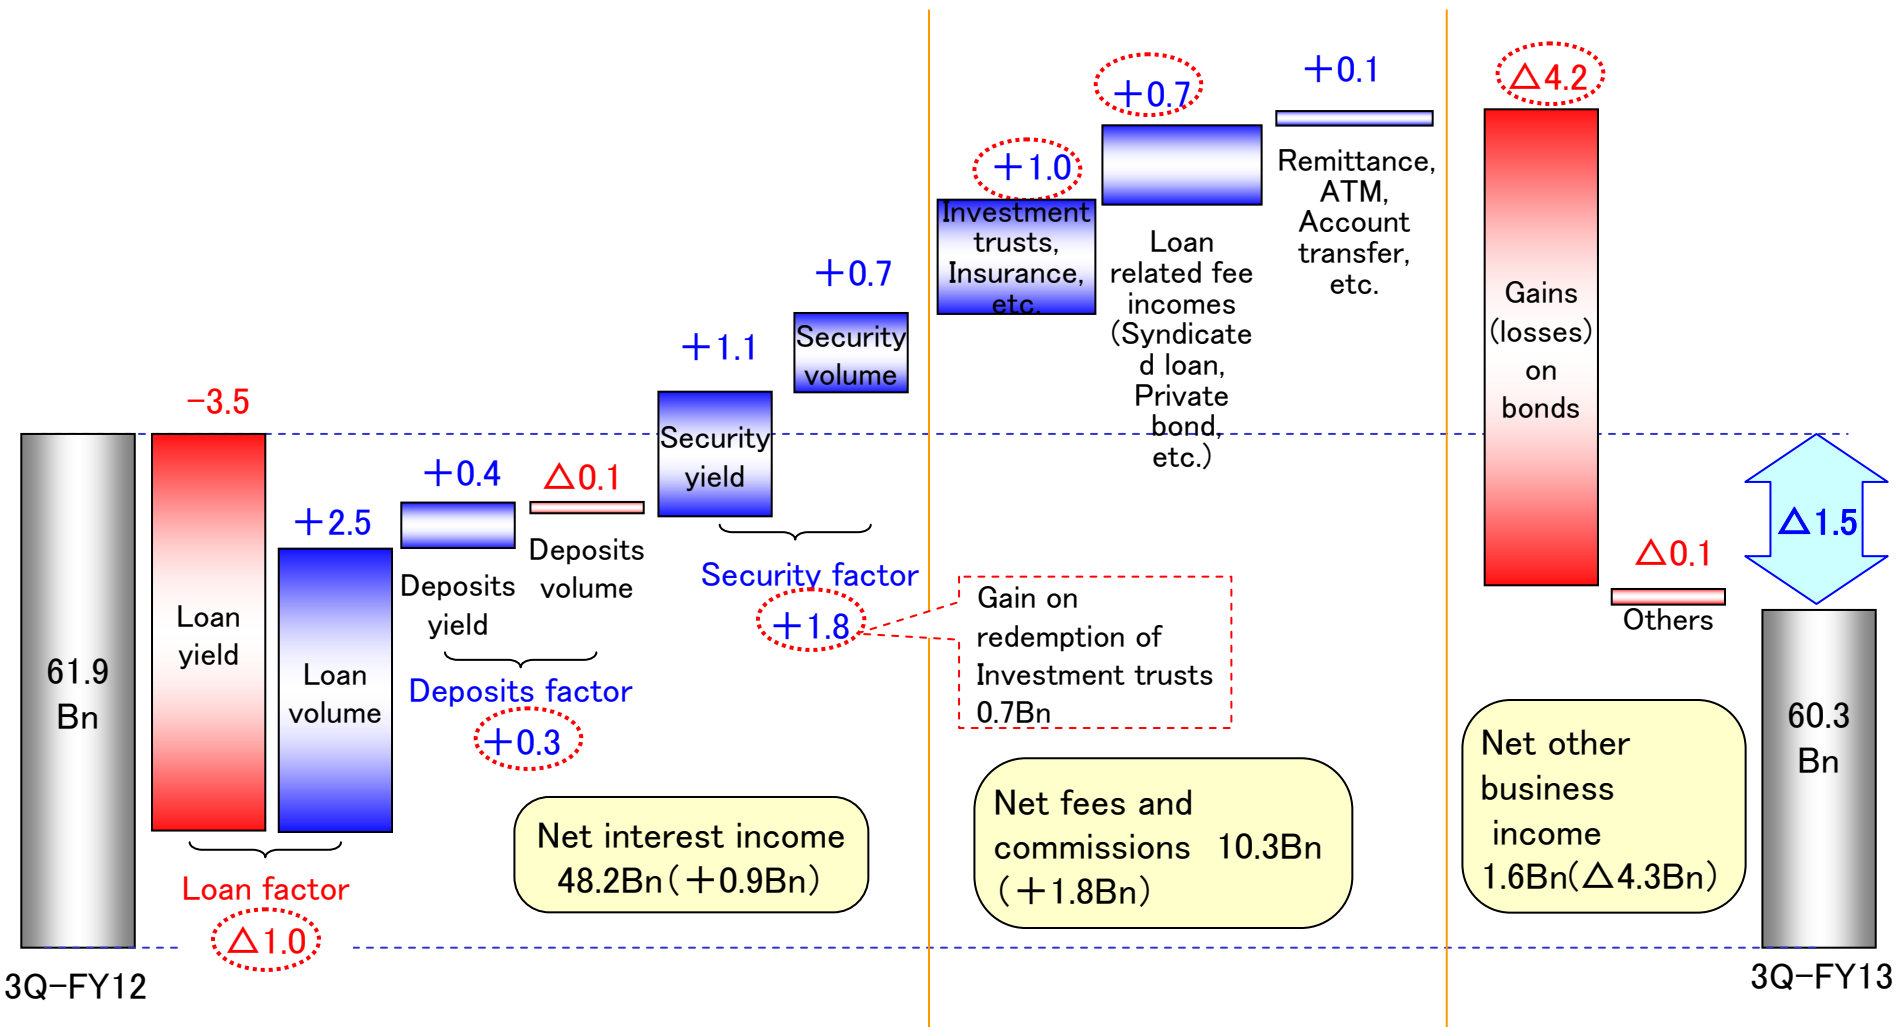 61.9
Bn
3Q-FY12
-3.5
Loan
yield
+2.5
Loan
volume
Loan factor
△1.0
+0.4
Deposits
yield
△0.1
Deposits
volume
Deposits factor
+0.3
+1.1
Security
yield
+0.7
Security
volume
Security factor
+1.8
Gain on
redemption of
Investment trusts
0.7Bn
Net interest income
48.2Bn(+0.9Bn)
+1.0
Investment
trusts,
Insurance,
etc.
+0.7
Loan
related fee
incomes
(Syndicate
d loan,
Private
bond,
etc.)
+0.1
Remittance,
ATM,
Account
transfer,
etc.
Net fees and
commissions 10.3Bn
(+1.8Bn)
△4.2
Gains
(losses)
on
bonds
△0.1
Others
Net other
business
income
1.6Bn(△4.3Bn)
△1.5
60.3
Bn
3Q-FY13